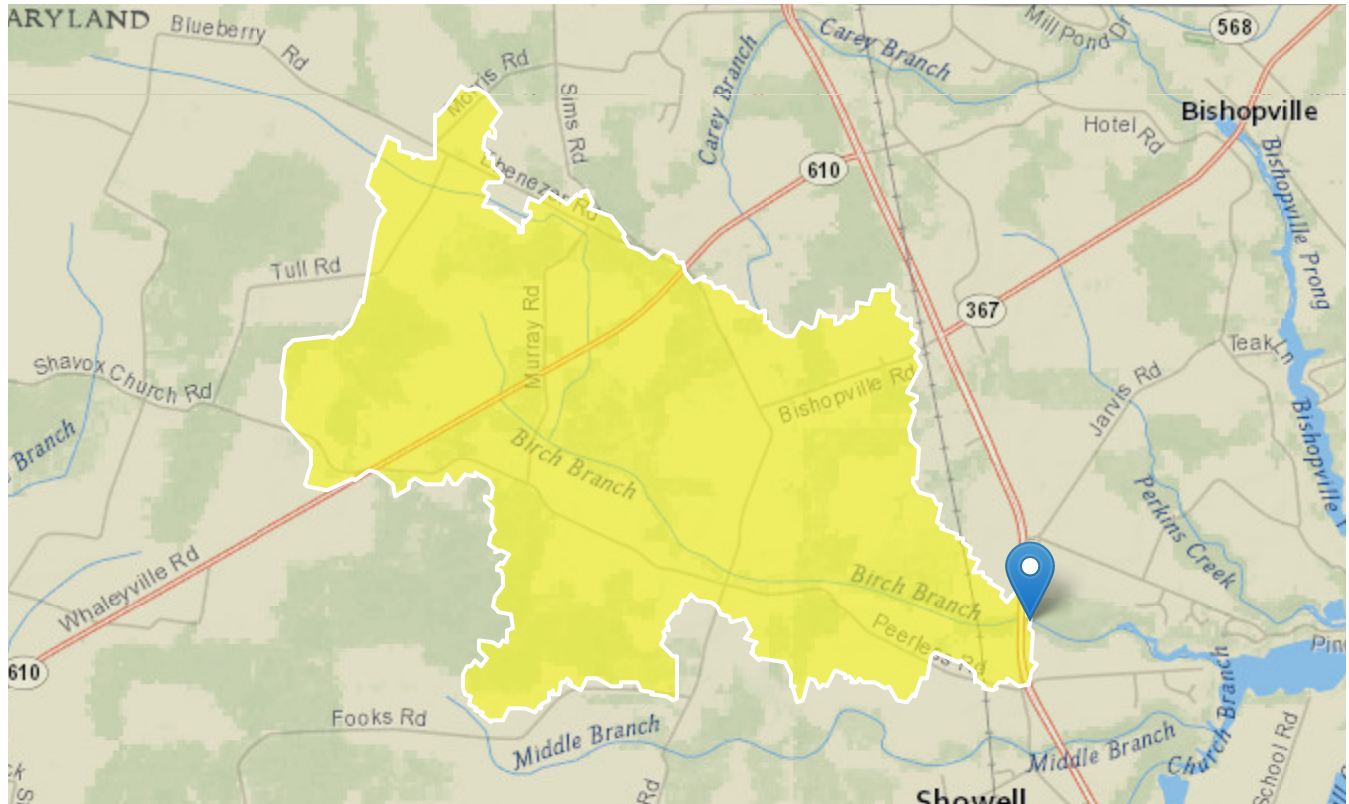 ARYLAND
Blueberry Rd
Morris Rd
Sims Rd
Carey Branch
Carey Branch
Mill Pond Dr
568
Bishopville
Hotel Rd
610
Ebenezer Rd
Bishopville Prong
Tull Rd
Murray Rd
367
Teak Ln
Shavox Church Rd
Bishopville Rd
Jarvis Rd
Bishopville
Branch
Birch Branch
Perkins Creek
Whaleyville Rd
Birch Branch
Peerless Rd
610
Fooks Rd
Middle Branch
Middle Branch
Church Branch
School Rd
Rd
Showell